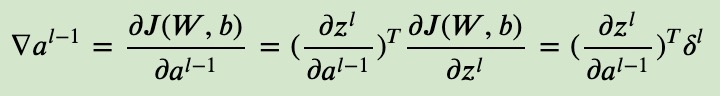 ∇a^{l−1} = ∂J(W, b)/∂a^{l−1} = (∂z^l/∂a^{l−1})^T ∂J(W, b)/∂z^l = (∂z^l/∂a^{l−1})^T δ^l